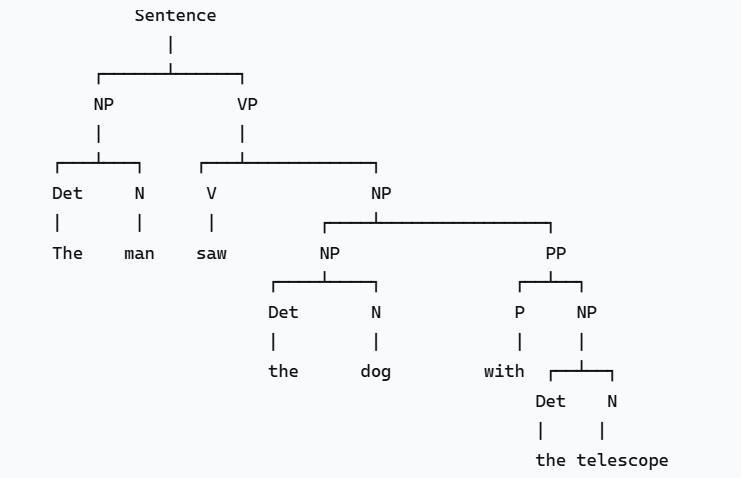 Sentence
NP VP
Det N V NP
The man saw NP PP
Det N P NP
the dog with
Det N
the telescope